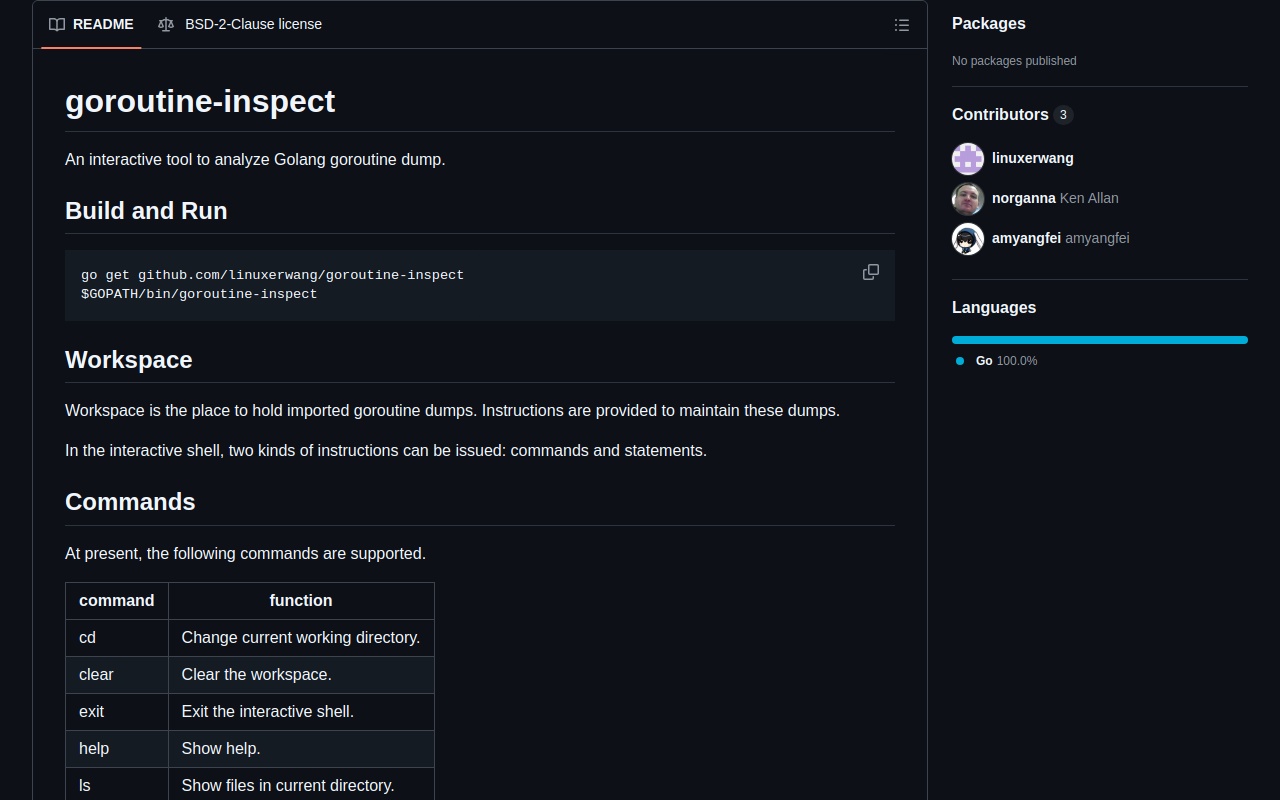 README
BSD-2-Clause license
goroutine-inspect
An interactive tool to analyze Golang goroutine dump.
Build and Run
go get github.com/linuxerwang/goroutine-inspect
$GOPATH/bin/goroutine-inspect
Workspace
Workspace is the place to hold imported goroutine dumps. Instructions are provided to maintain these dumps.
In the interactive shell, two kinds of instructions can be issued: commands and statements.
Commands
At present, the following commands are supported.
command function
cd Change current working directory.
clear Clear the workspace.
exit Exit the interactive shell.
help Show help.
ls Show files in current directory.
Packages
No packages published
Contributors 3
linuxerwang
norganna Ken Allan
amyangfei amyangfei
Languages
Go 100.0%